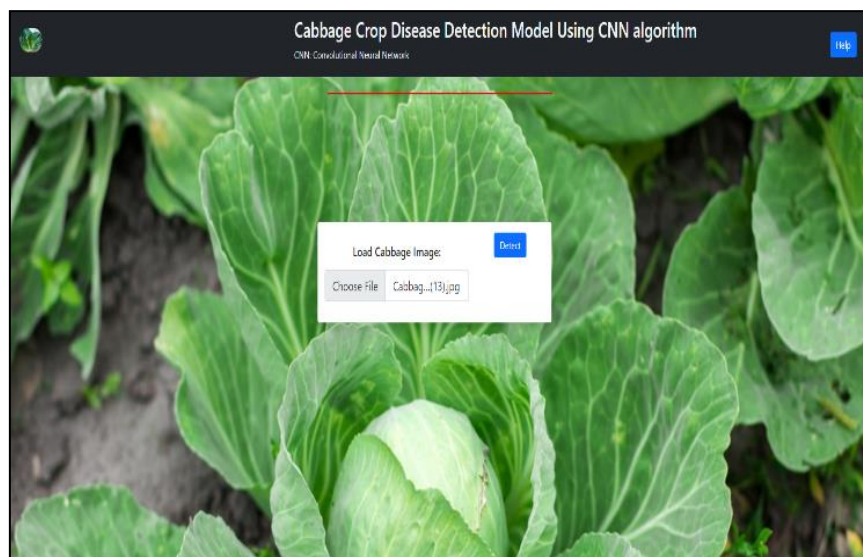 Cabbage Crop Disease Detection Model Using CNN algorithm
CNN: Convolutional Neural Network
Help
Load Cabbage Image:
Detect
Choose File
Cabbag...(13).jpg